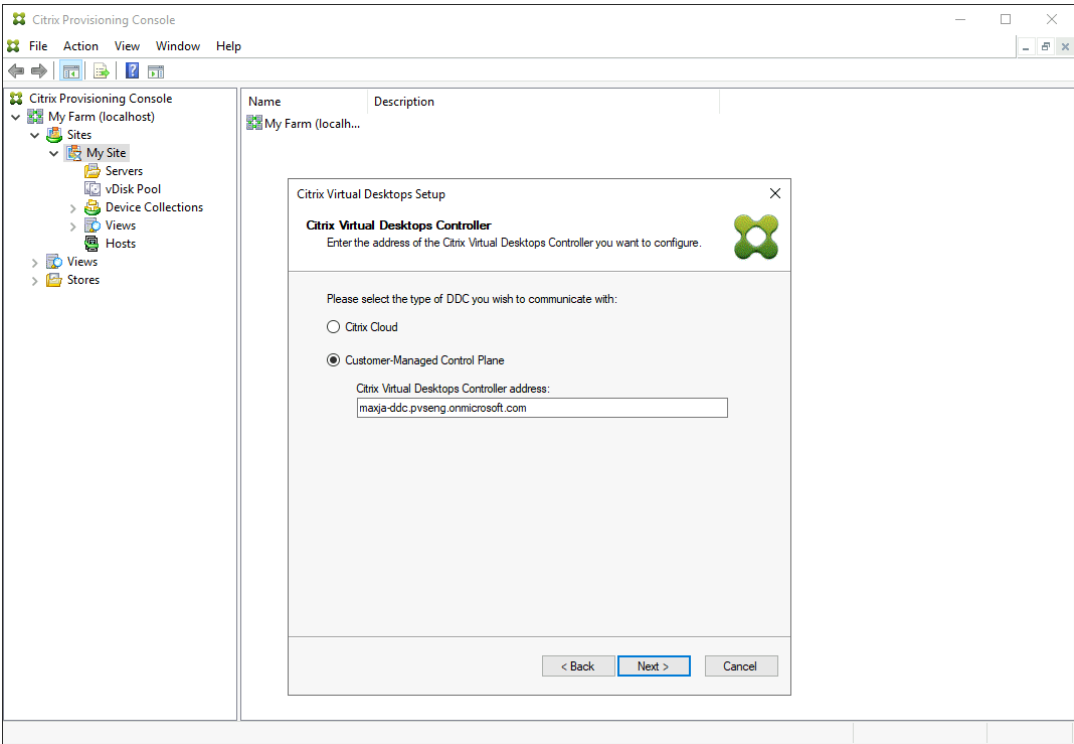 Citrix Provisioning Console
File Action View Window Help
Citrix Provisioning Console
My Farm (localhost)
Sites
My Site
Servers
vDisk Pool
Device Collections
Views
Hosts
Views
Stores
Name Description
My Farm (localh...
Citrix Virtual Desktops Setup
Citrix Virtual Desktops Controller
Enter the address of the Citrix Virtual Desktops Controller you want to configure.
Please select the type of DDC you wish to communicate with:
Citrix Cloud
Customer-Managed Control Plane
Citrix Virtual Desktops Controller address:
maxja-ddc.pvseng.onmicrosoft.com
< Back Next > Cancel